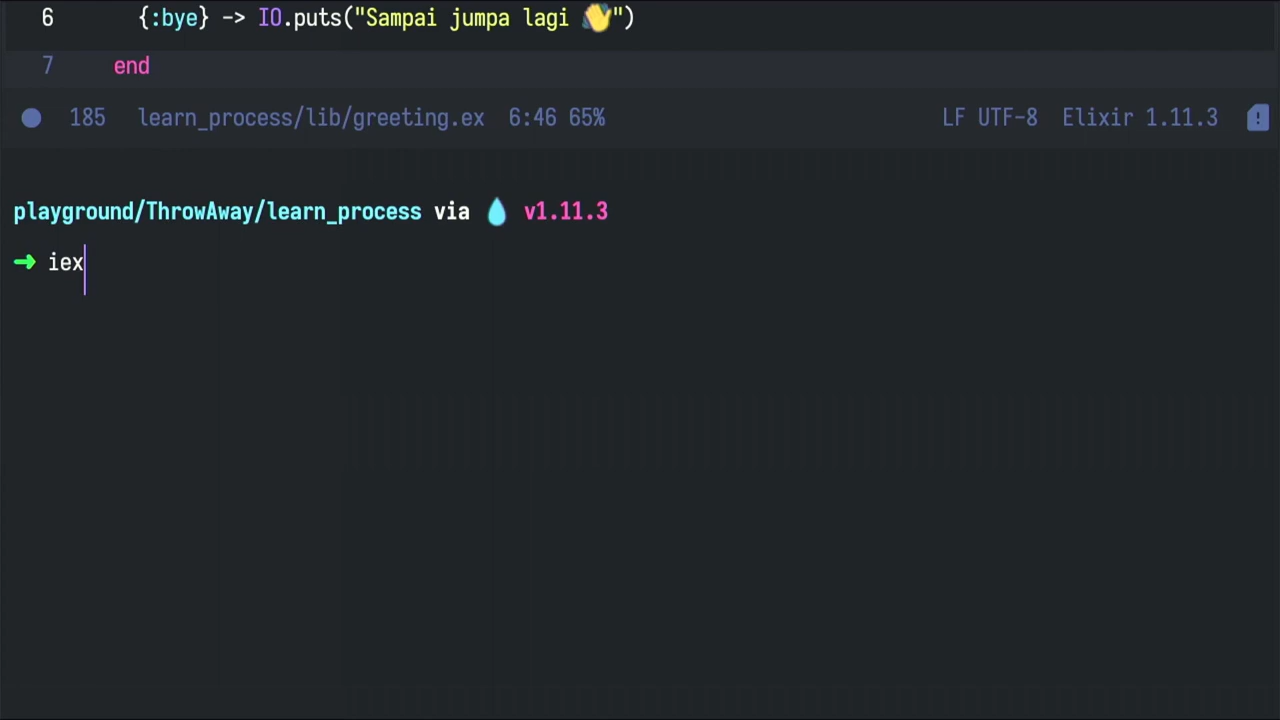 6 {:bye} -> IO.puts("Sampai jumpa lagi 👋")
7 end
185 learn_process/lib/greeting.ex 6:46 65% LF UTF-8 Elixir 1.11.3
playground/ThrowAway/learn_process via 💧 v1.11.3
➜ iex